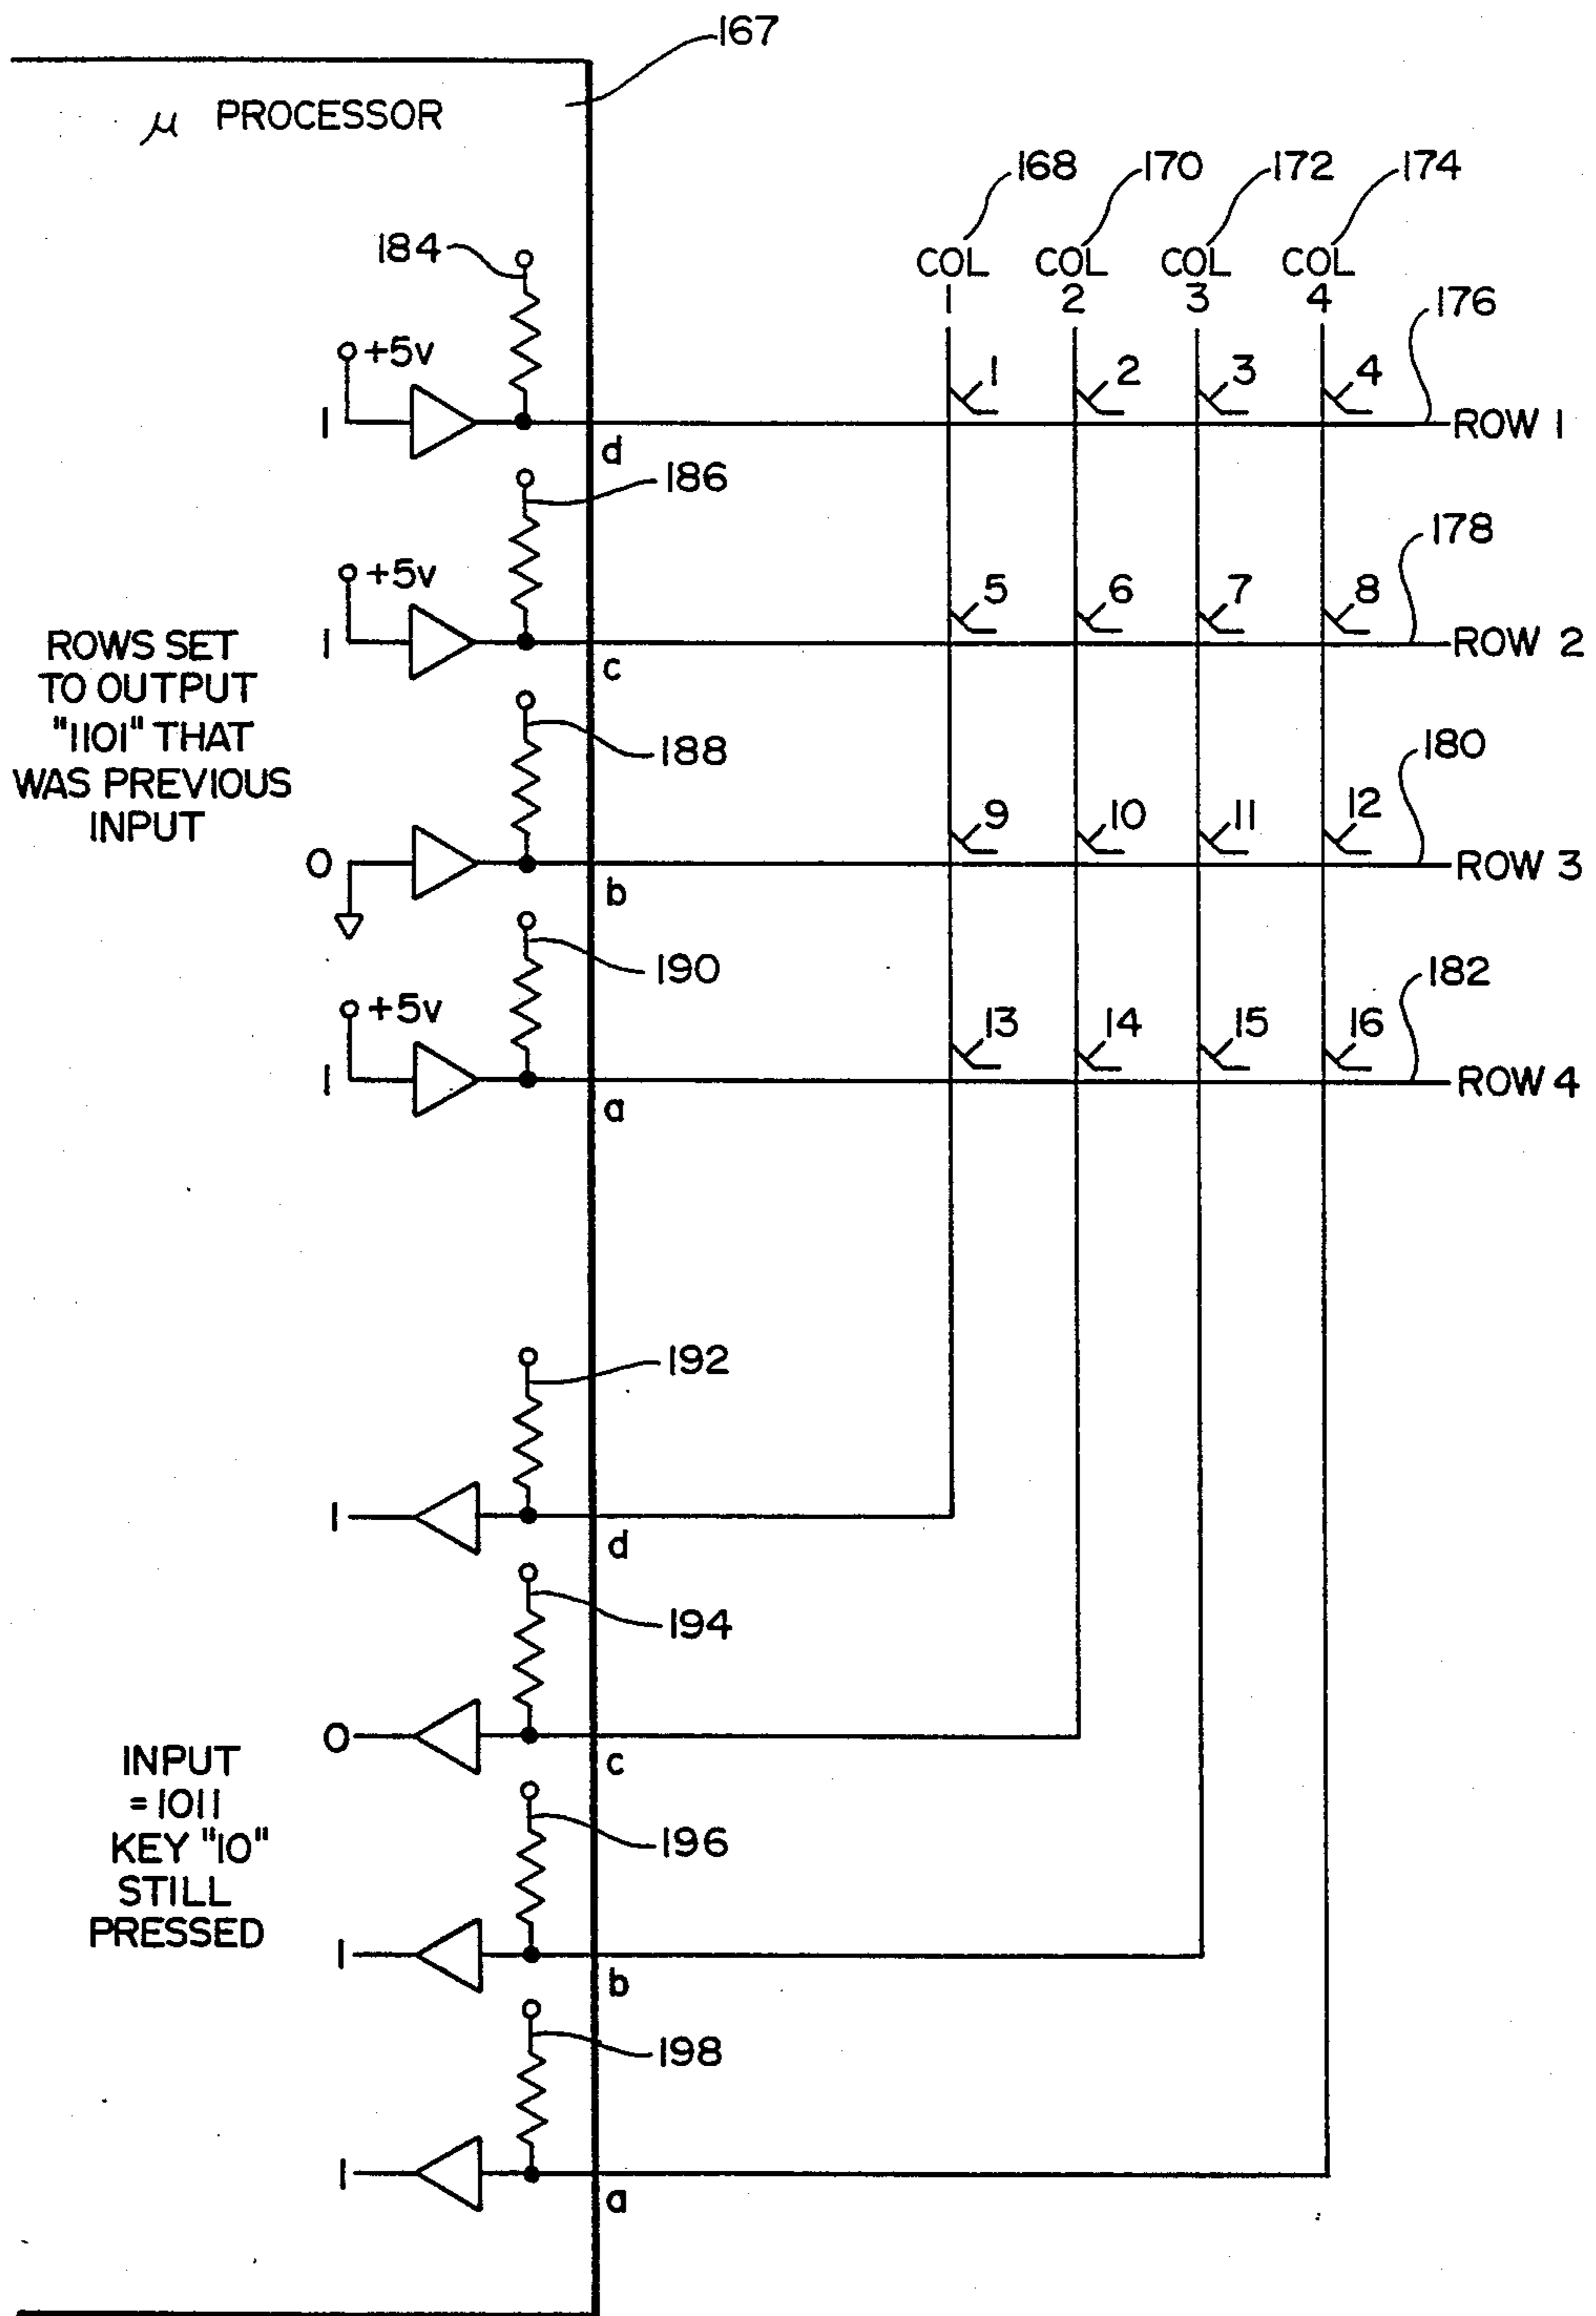 167
μ PROCESSOR
168 170 172 174
COL 1 COL 2 COL 3 COL 4
184
176
+5v
1 2 3 4
1
d
ROW 1
186
178
+5v
5 6 7 8
1
c
ROW 2
ROWS SET
TO OUTPUT
"1101" THAT
WAS PREVIOUS
INPUT
188
180
9 10 11 12
0
b
ROW 3
190
182
+5v
13 14 15 16
1
a
ROW 4
192
1
d
194
0
c
INPUT
=1011
KEY "10"
STILL
PRESSED
196
1
b
198
1
a